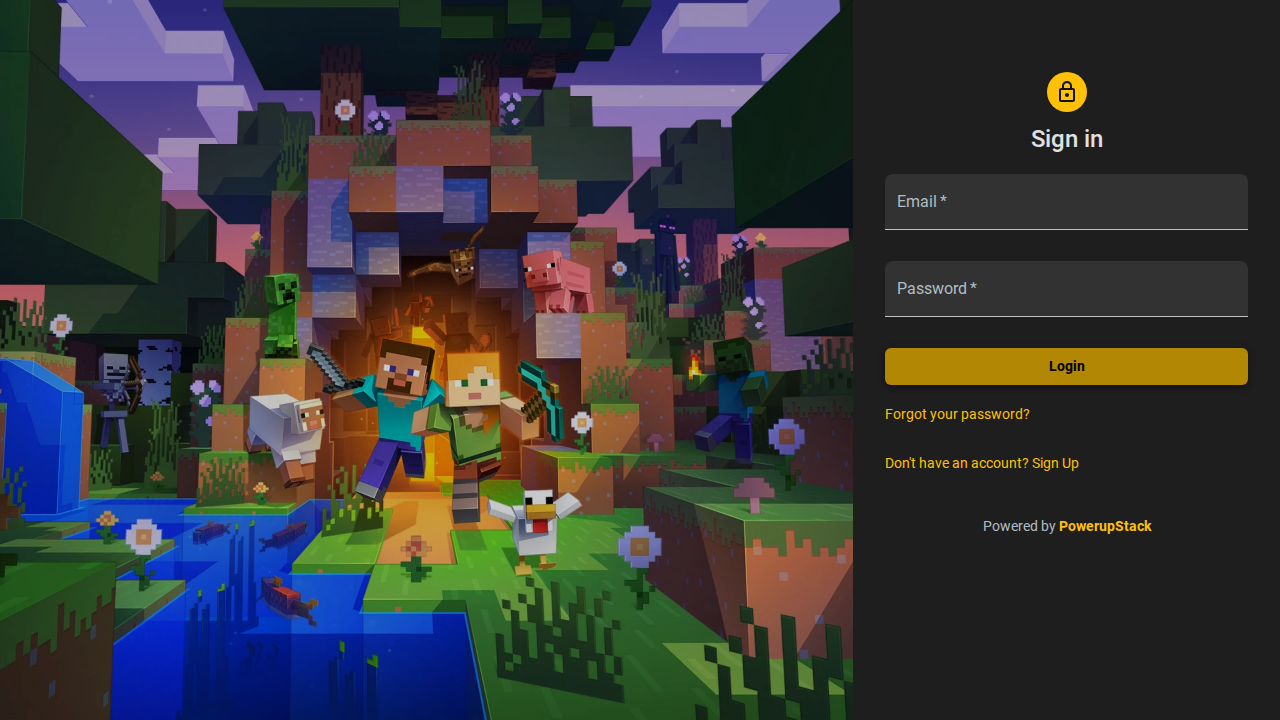 Sign in
Email *
Password *
Login
Forgot your password?
Don't have an account? Sign Up
Powered by PowerupStack